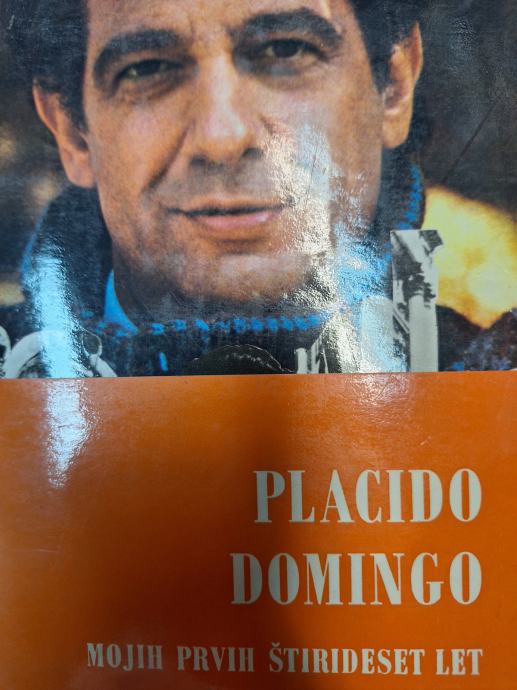 PLACIDO
DOMINGO
MOJIH PRVIH ŠTIRIDESET LET